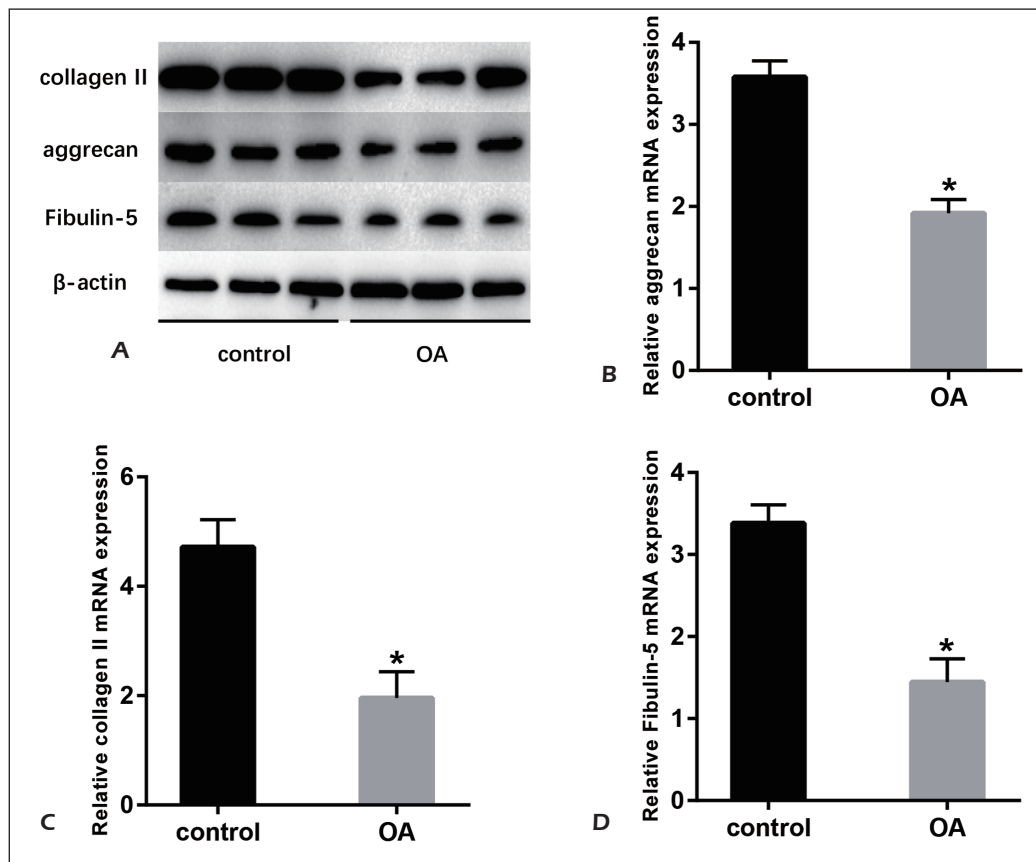 collagen II
aggrecan
Fibulin-5
β-actin
control OA
A
Relative aggrecan mRNA expression
4
3
2
1
0
*
control OA
B
Relative collagen II mRNA expression
6
4
2
0
*
control OA
C
Relative Fibulin-5 mRNA expression
4
3
2
1
0
*
control OA
D